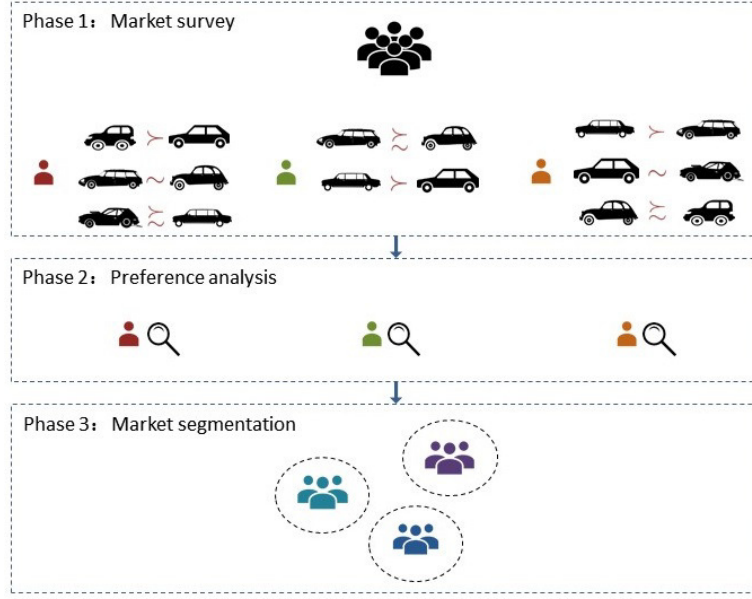 Phase 1： Market survey
≻
≿
≻
∼
≻
∼
≿
≿
Phase 2： Preference analysis
Phase 3： Market segmentation